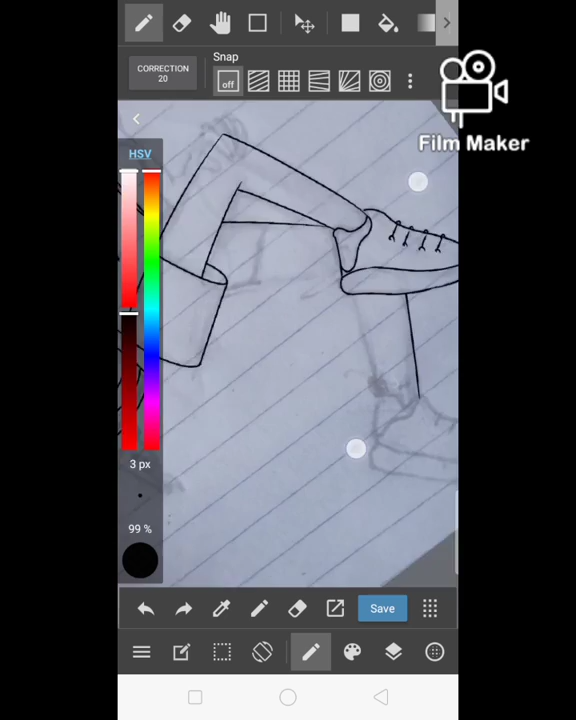 Snap
CORRECTION
20
off
Film Maker
HSV
3 px
99 %
Save